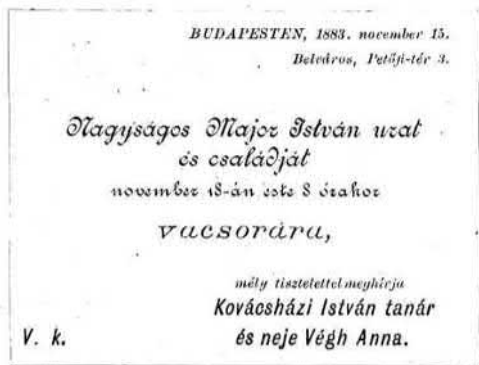 BUDAPESTEN, 1883. november 15.
Belváros, Petőfi-tér 3.
Nagyságos Major István urat
és családját
november 18-án este 8 órakor
vacsorára,
mély tisztelettel meghívja
Kovácsházi István tanár
V. k. és neje Végh Anna.